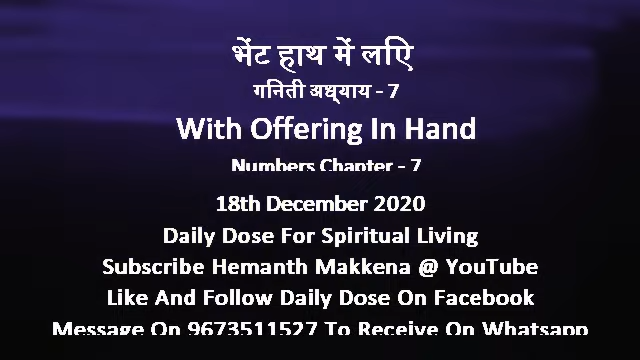 भेंट हाथ में लिए
गिनती अध्याय - 7
With Offering In Hand
Numbers Chapter - 7
18th December 2020
Daily Dose For Spiritual Living
Subscribe Hemanth Makkena @ YouTube
Like And Follow Daily Dose On Facebook
Message On 9673511527 To Receive On Whatsapp